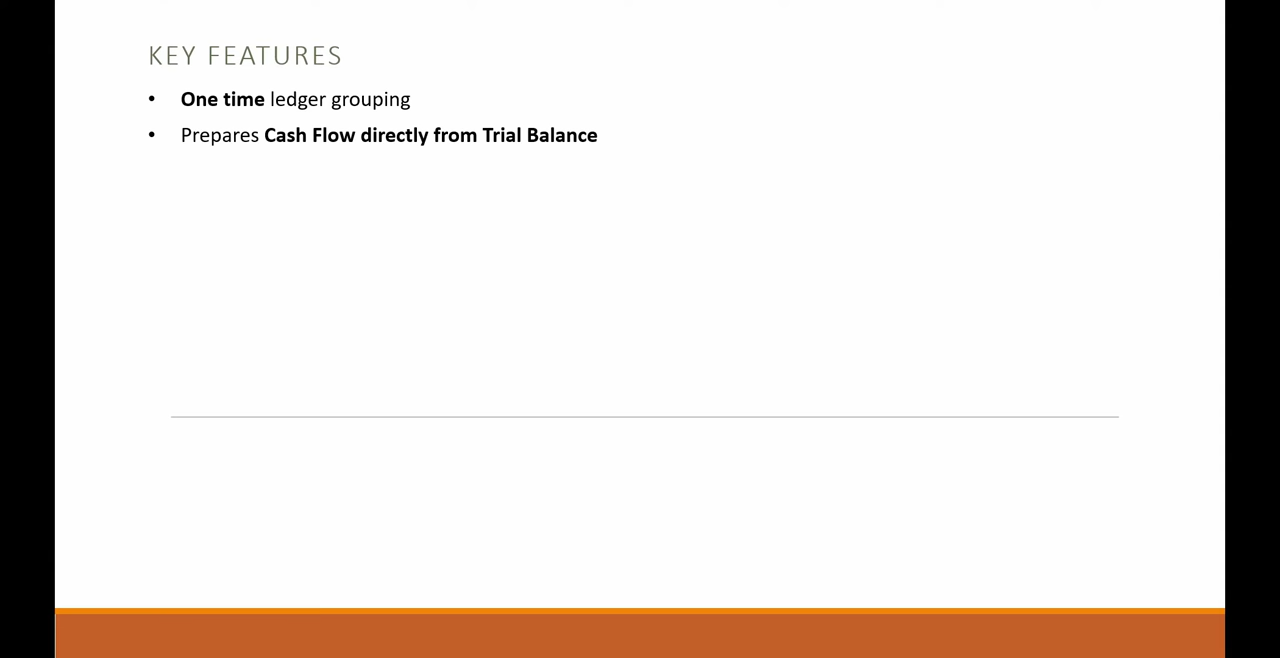 KEY FEATURES
• One time ledger grouping
• Prepares Cash Flow directly from Trial Balance